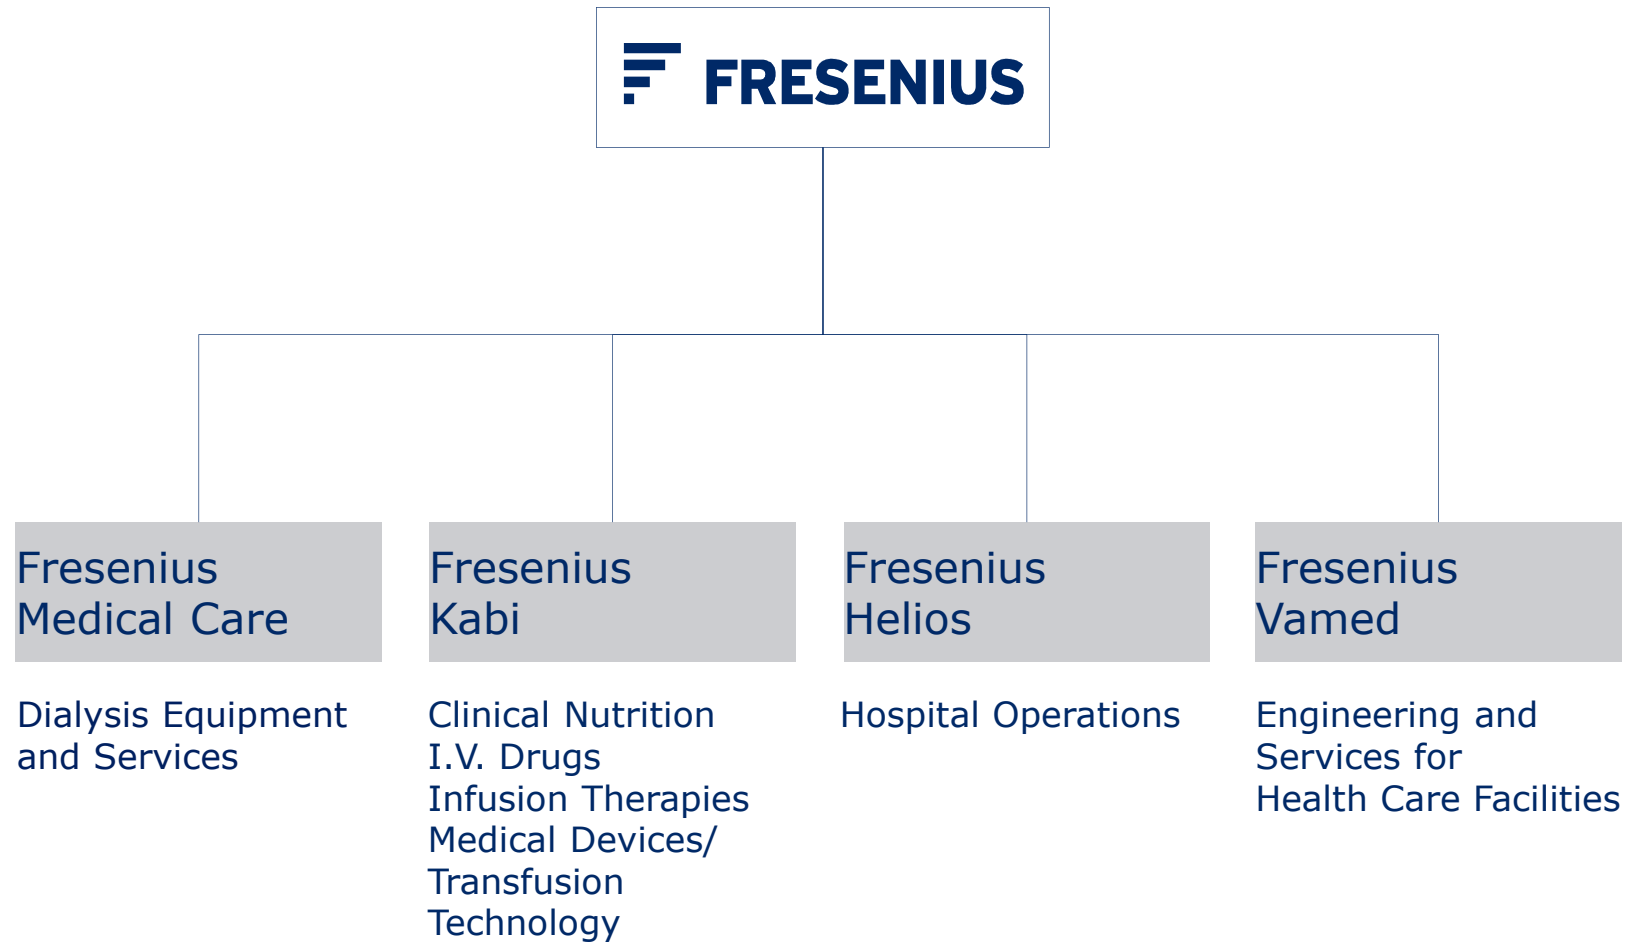 FRESENIUS
Fresenius
Medical Care
Fresenius
Kabi
Fresenius
Helios
Fresenius
Vamed
Dialysis Equipment
and Services
Clinical Nutrition
I.V. Drugs
Infusion Therapies
Medical Devices/
Transfusion
Technology
Hospital Operations
Engineering and
Services for
Health Care Facilities